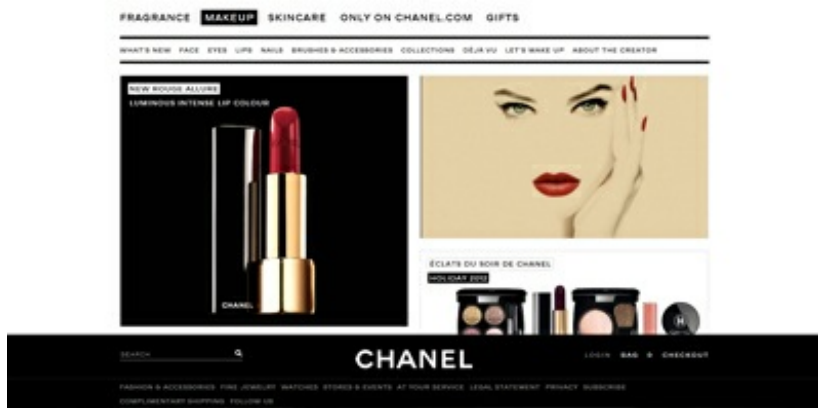 FRAGRANCE MAKEUP SKINCARE ONLY ON CHANEL.COM GIFTS
WHAT'S NEW FACE EYES LIPS NAILS BRUSHES & ACCESSORIES COLLECTIONS DÉJÀ VU LET'S MAKE UP ABOUT THE CREATOR
NEW ROUGE ALLURE
LUMINOUS INTENSE LIP COLOUR
CHANEL
ÉCLATS DU SOIR DE CHANEL
HOLIDAY 2012
SEARCH
CHANEL
LOGIN BAG 0 CHECKOUT
FASHION & ACCESSORIES FINE JEWELRY WATCHES STORES & EVENTS AT YOUR SERVICE LEGAL STATEMENT PRIVACY SUBSCRIBE
COMPLIMENTARY SHIPPING FOLLOW US